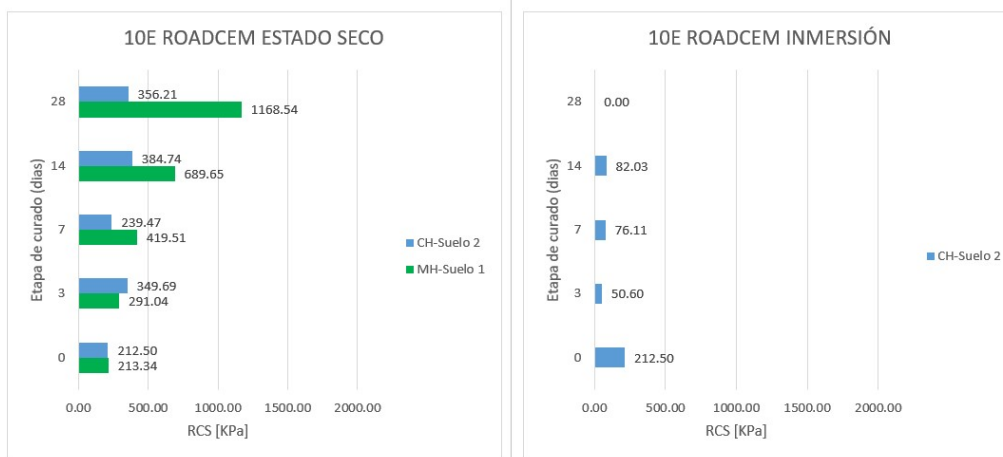 10E ROADCEM ESTADO SECO
Etapa de curado (dias)
28
356.21
1168.54
14
384.74
689.65
7
239.47
419.51
3
349.69
291.04
0
212.50
213.34
0.00 500.00 1000.00 1500.00 2000.00
RCS [KPa]
CH-Suelo 2
MH-Suelo 1
10E ROADCEM INMERSIÓN
Etapa de curado (dias)
28
0.00
14
82.03
7
76.11
3
50.60
0
212.50
0.00 500.00 1000.00 1500.00 2000.00
RCS [KPa]
CH-Suelo 2